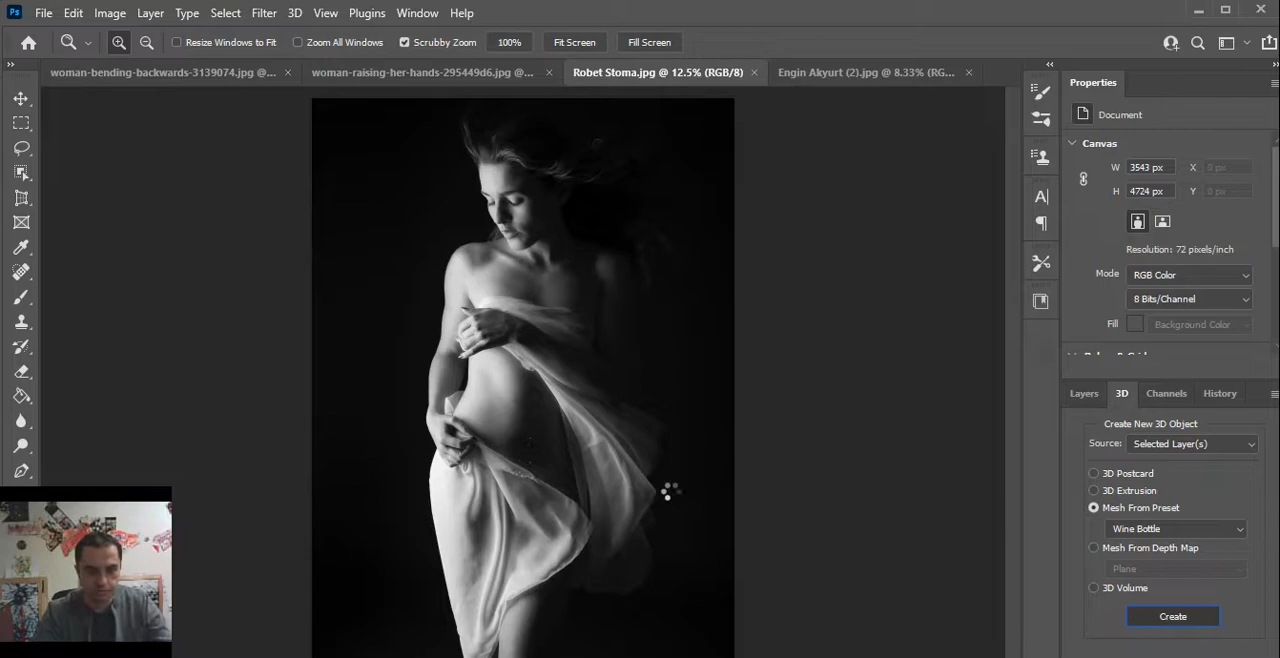 Ps File Edit Image Layer Type Select Filter 3D View Plugins Window Help
Resize Windows to Fit Zoom All Windows Scrubby Zoom 100% Fit Screen Fill Screen
woman-bending-backwards-3139074.jpg @... × woman-raising-her-hands-295449d6.jpg @... × Robet Stoma.jpg @ 12.5% (RGB/8) × Engin Akyurt (2).jpg @ 8.33% (RG... ×
Properties
Document
Canvas
W 3543 px X 0 px
H 4724 px Y 0 px
Resolution: 72 pixels/inch
Mode RGB Color
8 Bits/Channel
Fill Background Color
Layers 3D Channels History
Create New 3D Object
Source: Selected Layer(s)
3D Postcard
3D Extrusion
Mesh From Preset
Wine Bottle
Mesh From Depth Map
Plane
3D Volume
Create